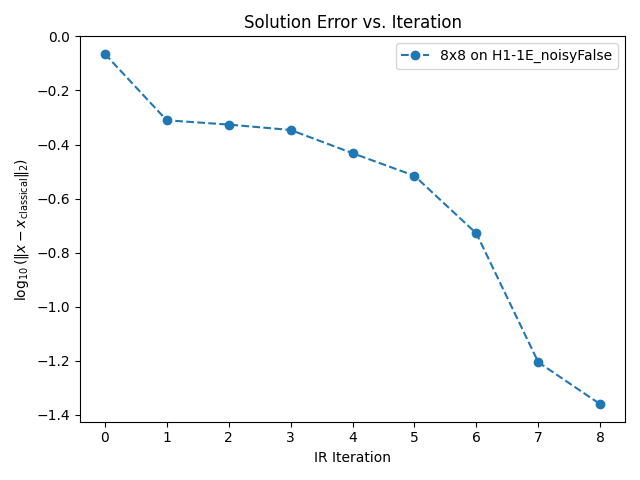 Solution Error vs. Iteration
8x8 on H1-1E_noisyFalse
0.0
−0.2
−0.4
−0.6
−0.8
−1.0
−1.2
−1.4
log₁₀(‖x − x_classical‖₂)
0 1 2 3 4 5 6 7 8
IR Iteration